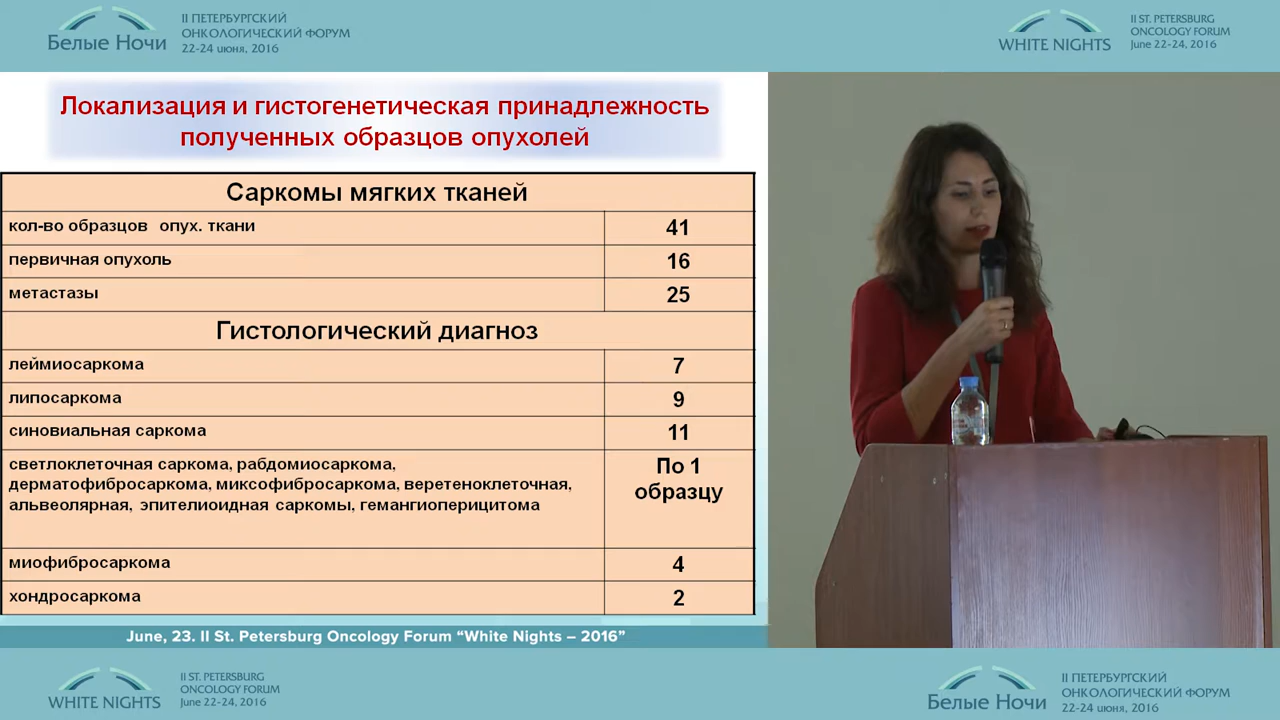 Белые Ночи
II ПЕТЕРБУРГСКИЙ
ОНКОЛОГИЧЕСКИЙ ФОРУМ
22-24 июня, 2016
WHITE NIGHTS
II ST. PETERSBURG
ONCOLOGY FORUM
June 22-24, 2016
Локализация и гистогенетическая принадлежность
полученных образцов опухолей
Саркомы мягких тканей
кол-во образцов опух. ткани 41
первичная опухоль 16
метастазы 25
Гистологический диагноз
леймиосаркома 7
липосаркома 9
синовиальная саркома 11
светлоклеточная саркома, рабдомиосаркома,
дерматофибросаркома, миксофибросаркома, веретеноклеточная,
альвеолярная, эпителиоидная саркомы, гемангиоперицитома
По 1
образцу
миофибросаркома 4
хондросаркома 2
June, 23. II St. Petersburg Oncology Forum “White Nights – 2016”
WHITE NIGHTS
II ST. PETERSBURG
ONCOLOGY FORUM
June 22-24, 2016
Белые Ночи
II ПЕТЕРБУРГСКИЙ
ОНКОЛОГИЧЕСКИЙ ФОРУМ
22-24 июня, 2016